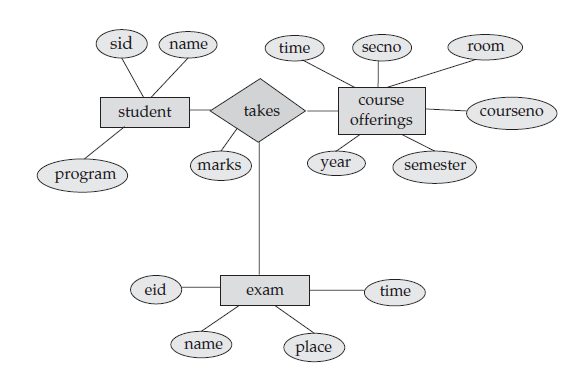 sid
name
time
secno
room
student
takes
course
offerings
courseno
program
marks
year
semester
eid
exam
time
name
place